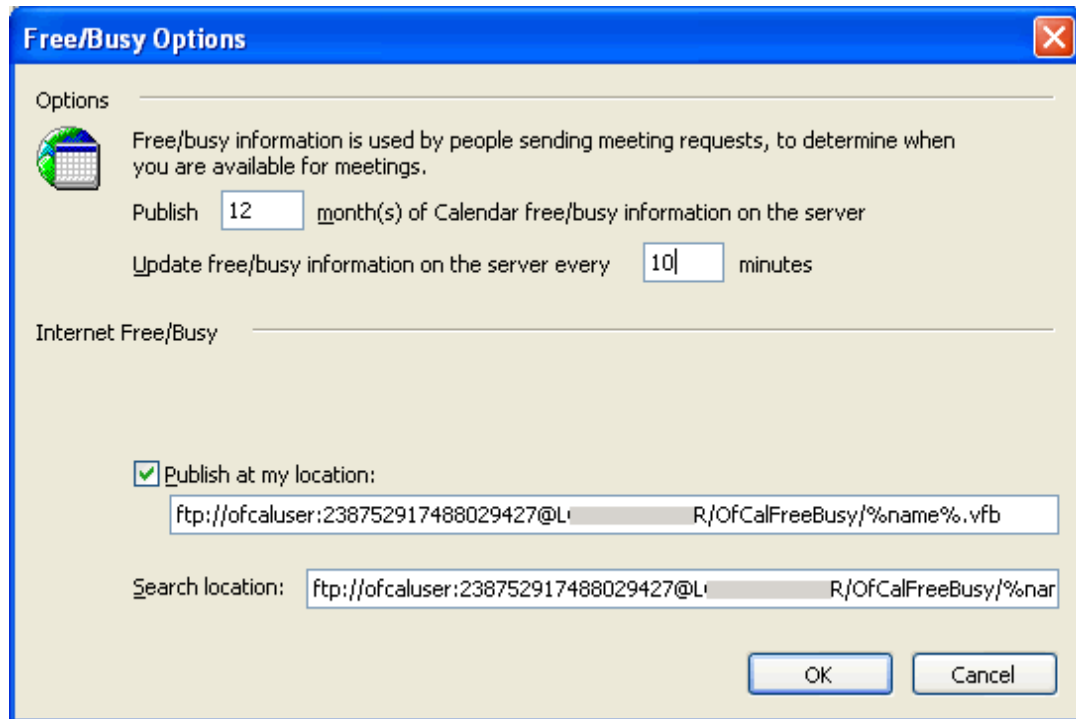 Free/Busy Options
Options
Free/busy information is used by people sending meeting requests, to determine when
you are available for meetings.
Publish 12 month(s) of Calendar free/busy information on the server
Update free/busy information on the server every 10 minutes
Internet Free/Busy
Publish at my location:
ftp://ofcaluser:238752917488029427@L R/OfCalFreeBusy/%name%.vfb
Search location: ftp://ofcaluser:238752917488029427@L R/OfCalFreeBusy/%nar
OK Cancel